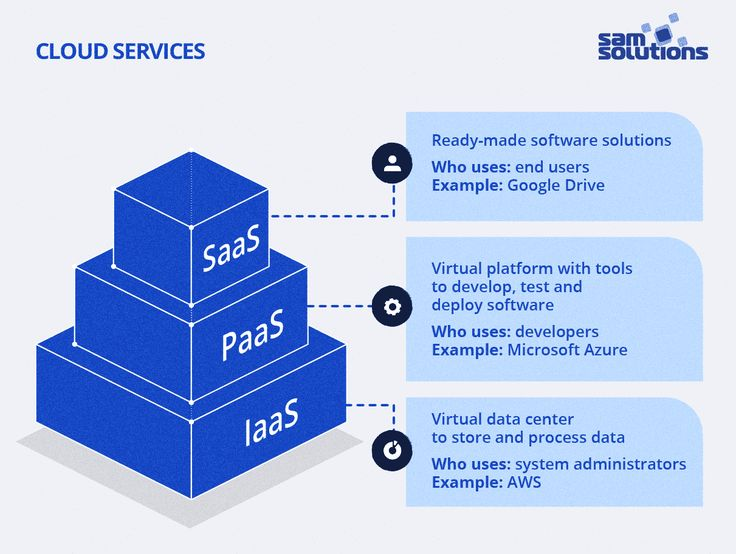 CLOUD SERVICES
sam
solutions
SaaS
Ready-made software solutions
Who uses: end users
Example: Google Drive
PaaS
Virtual platform with tools
to develop, test and
deploy software
Who uses: developers
Example: Microsoft Azure
IaaS
Virtual data center
to store and process data
Who uses: system administrators
Example: AWS